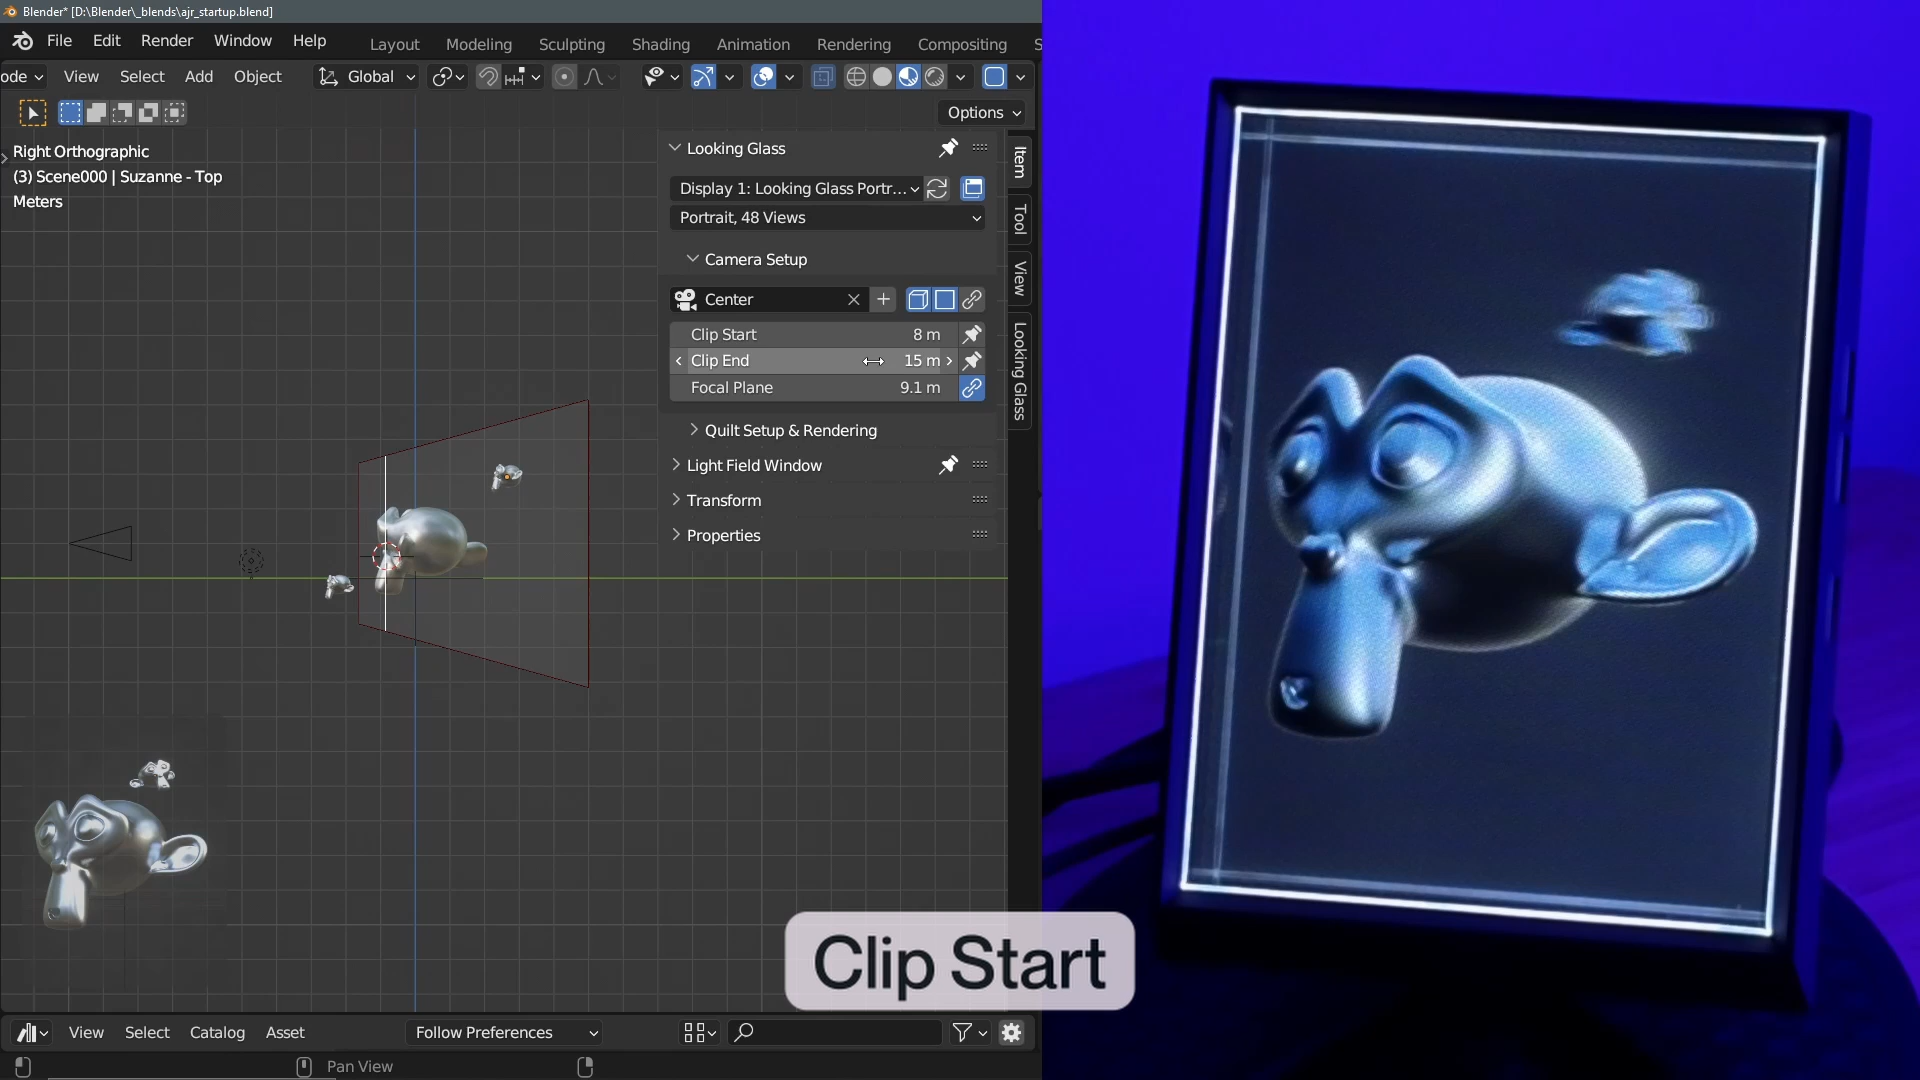 Blender* [D:\Blender\_blends\ajr_startup.blend]
File Edit Render Window Help Layout Modeling Sculpting Shading Animation Rendering Compositing S
ode View Select Add Object Global
Options
Right Orthographic
(3) Scene000 | Suzanne - Top
Meters
Looking Glass
Display 1: Looking Glass Portr...
Portrait, 48 Views
Camera Setup
Center
Clip Start 8 m
Clip End 15 m
Focal Plane 9.1 m
Quilt Setup & Rendering
Light Field Window
Transform
Properties
Item
Tool
View
Looking Glass
Clip Start
View Select Catalog Asset Follow Preferences
Pan View